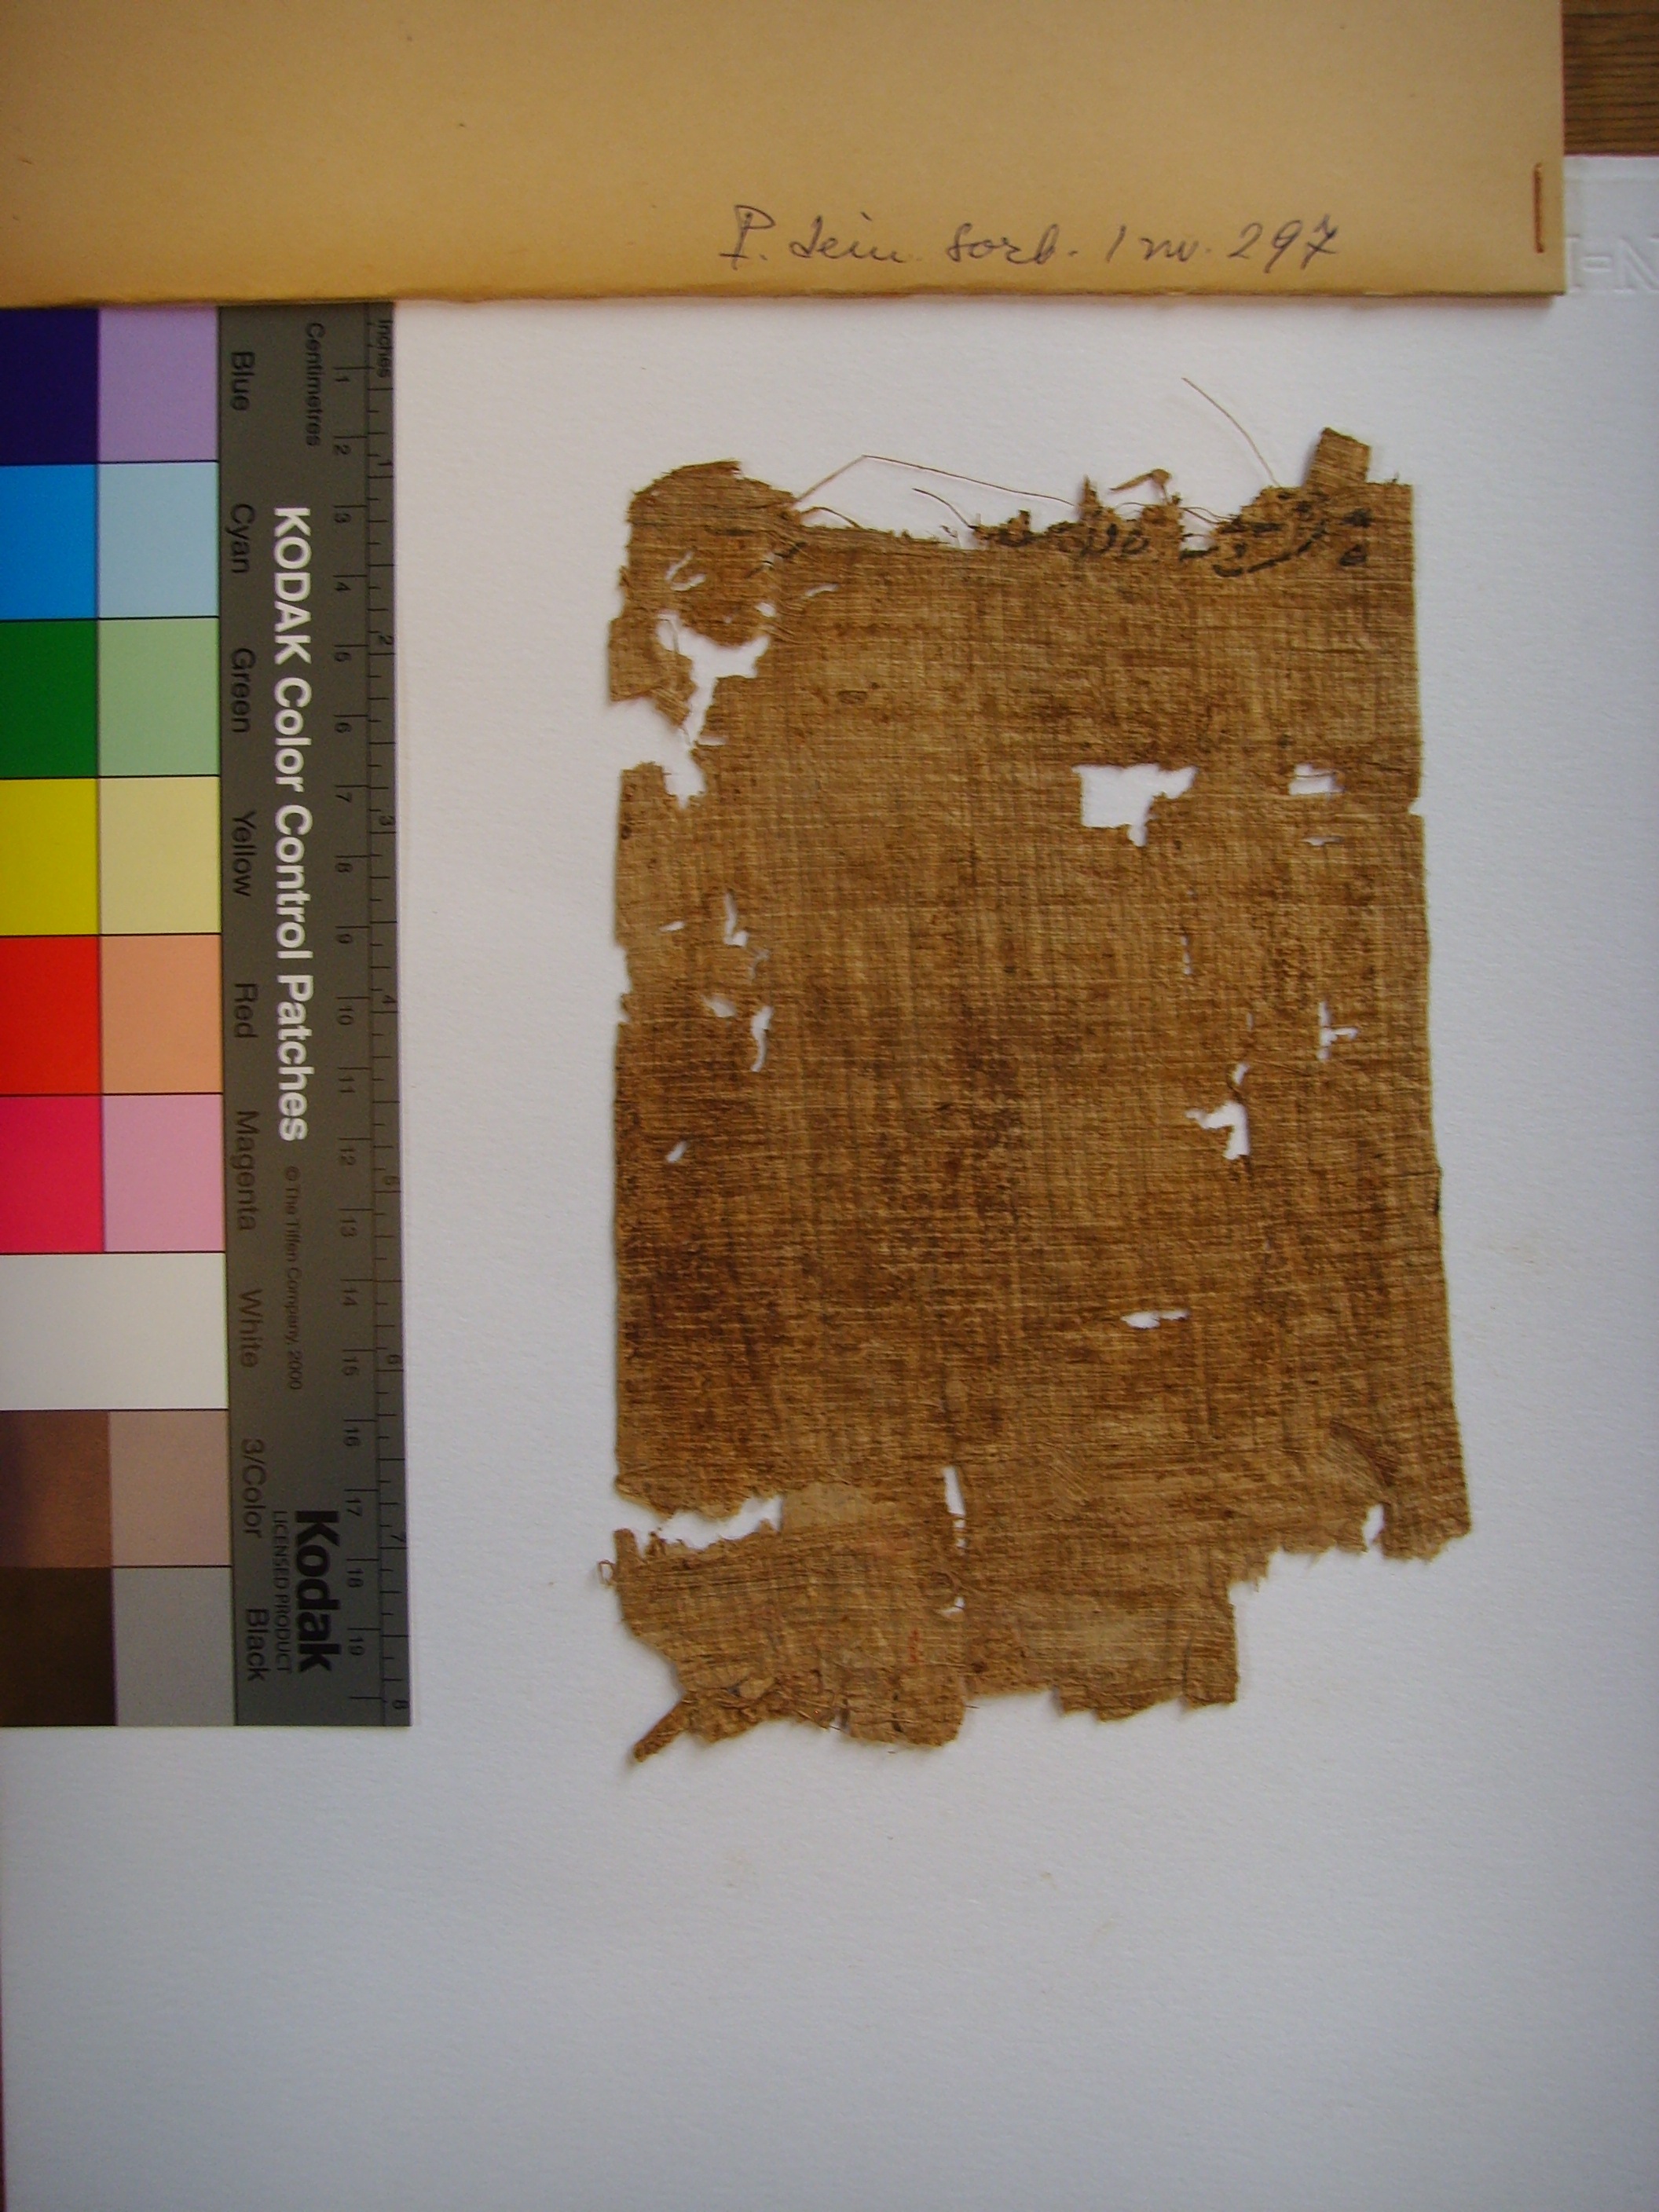 P. dem Sorb. Inv. 297
Inches
Centimetres
1 2 3 4 5 6 7 8
1 2 3 4 5 6 7 8 9 10 11 12 13 14 15 16 17 18 19
KODAK Color Control Patches
© The Tiffen Company, 2000
Kodak
LICENSED PRODUCT
Blue Cyan Green Yellow Red Magenta White 3/Color Black